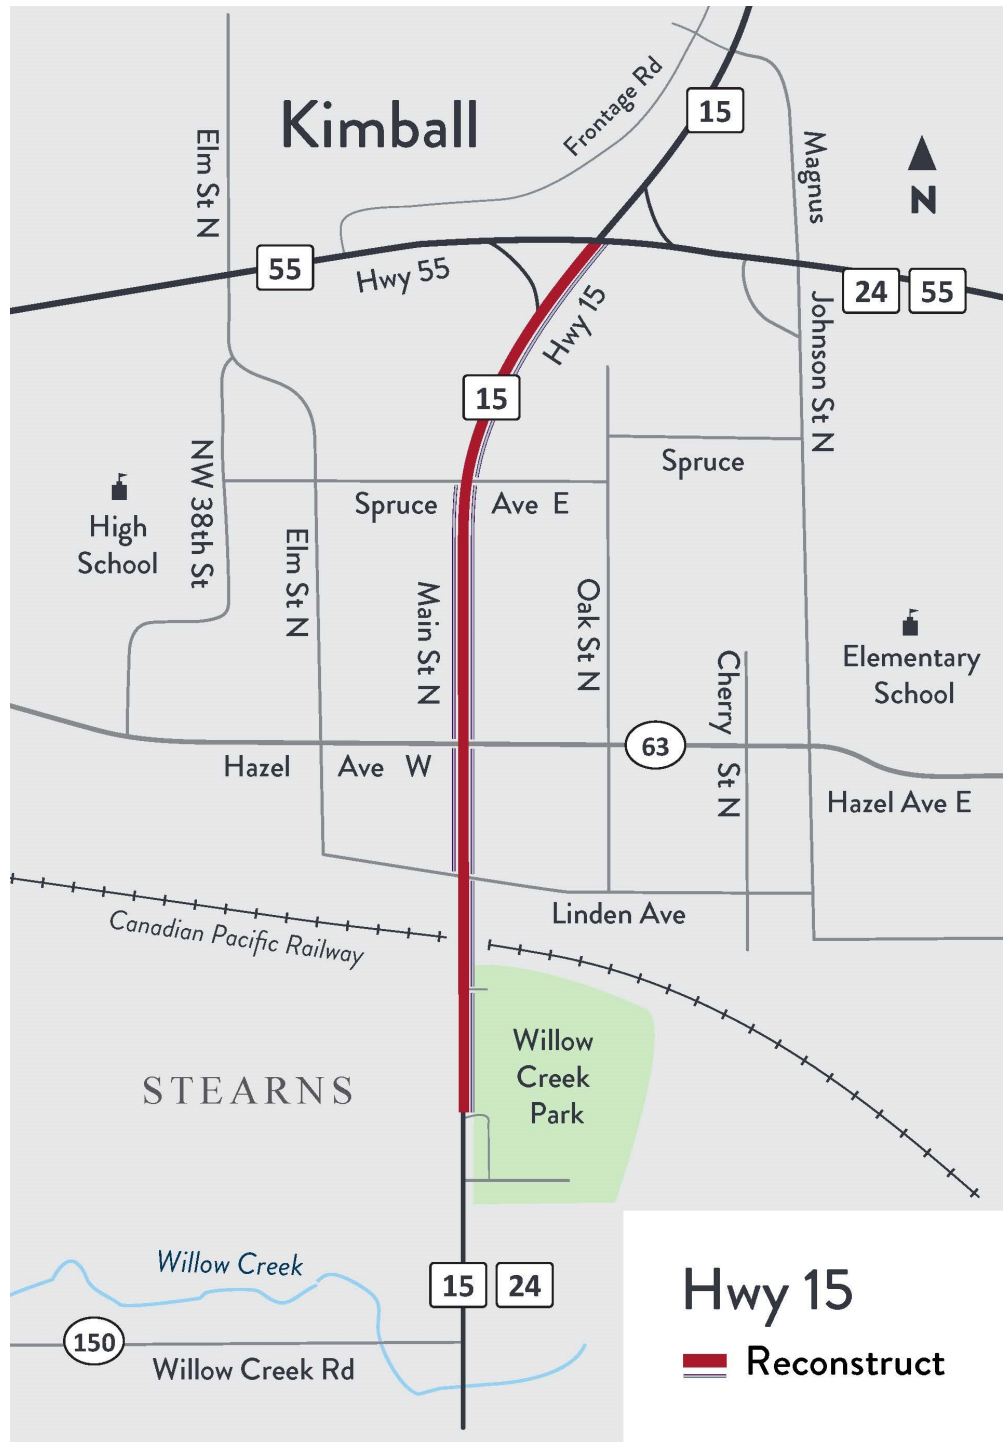 Kimball
Elm St N
Frontage Rd
15
Magnus
N
55
Hwy 55
24
55
Hwy 15
Johnson St N
15
NW 38th St
Spruce
Spruce
Ave E
High
School
Elm St N
Main St N
Oak St N
Cherry
St N
Elementary
School
63
Hazel
Ave W
Hazel Ave E
Linden Ave
Canadian Pacific Railway
Willow
Creek
Park
STEARNS
Willow Creek
15
24
150
Willow Creek Rd
Hwy 15
Reconstruct